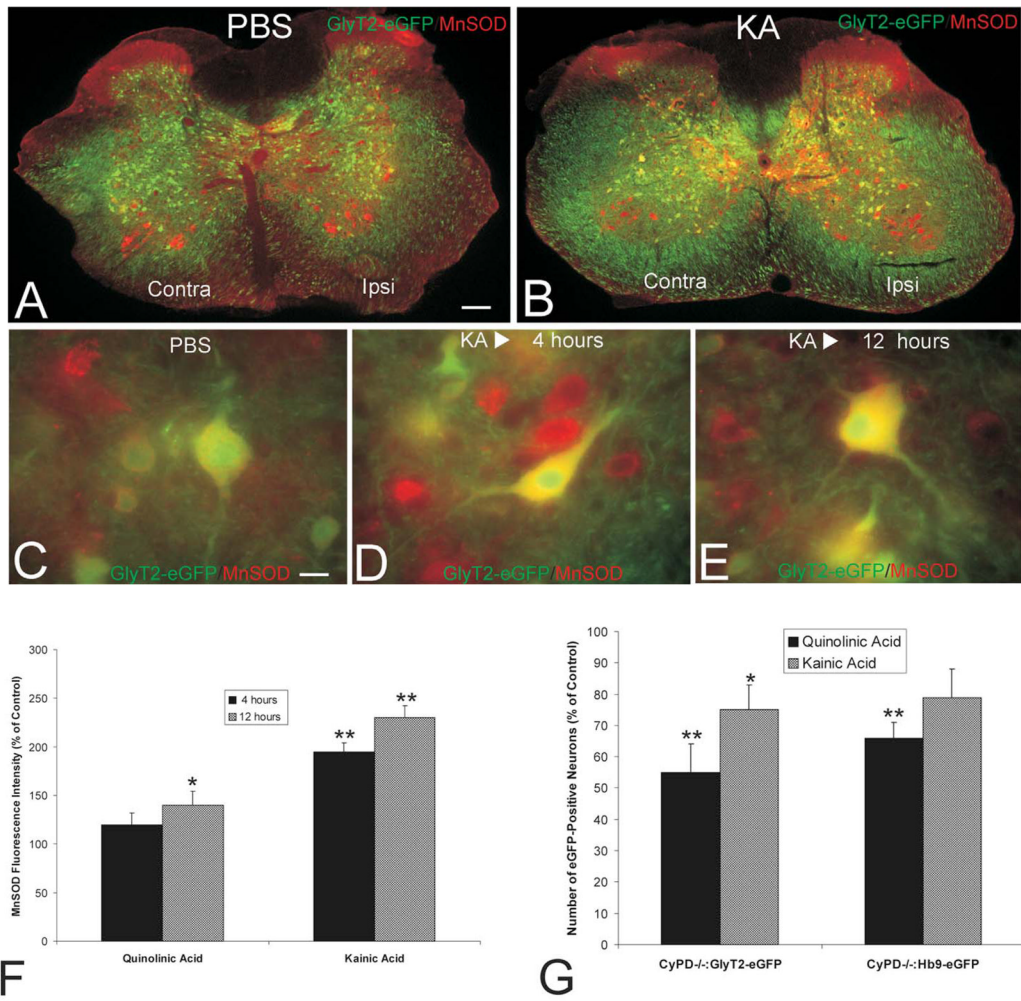 PBS
GlyT2-eGFP/MnSOD
KA
GlyT2-eGFP/MnSOD
A
Contra
Ipsi
B
Contra
Ipsi
PBS
KA ▶ 4 hours
KA ▶ 12 hours
C
GlyT2-eGFP/MnSOD
D
GlyT2-eGFP/MnSOD
E
GlyT2-eGFP/MnSOD
MnSOD Fluorescence Intensity (% of Control)
300
250
200
150
100
50
0
4 hours
12 hours
*
**
**
Quinolinic Acid
Kainic Acid
F
Number of eGFP-Positive Neurons (% of Control)
100
90
80
70
60
50
40
30
20
10
0
Quinolinic Acid
Kainic Acid
**
*
**
CyPD-/-:GlyT2-eGFP
CyPD-/-:Hb9-eGFP
G